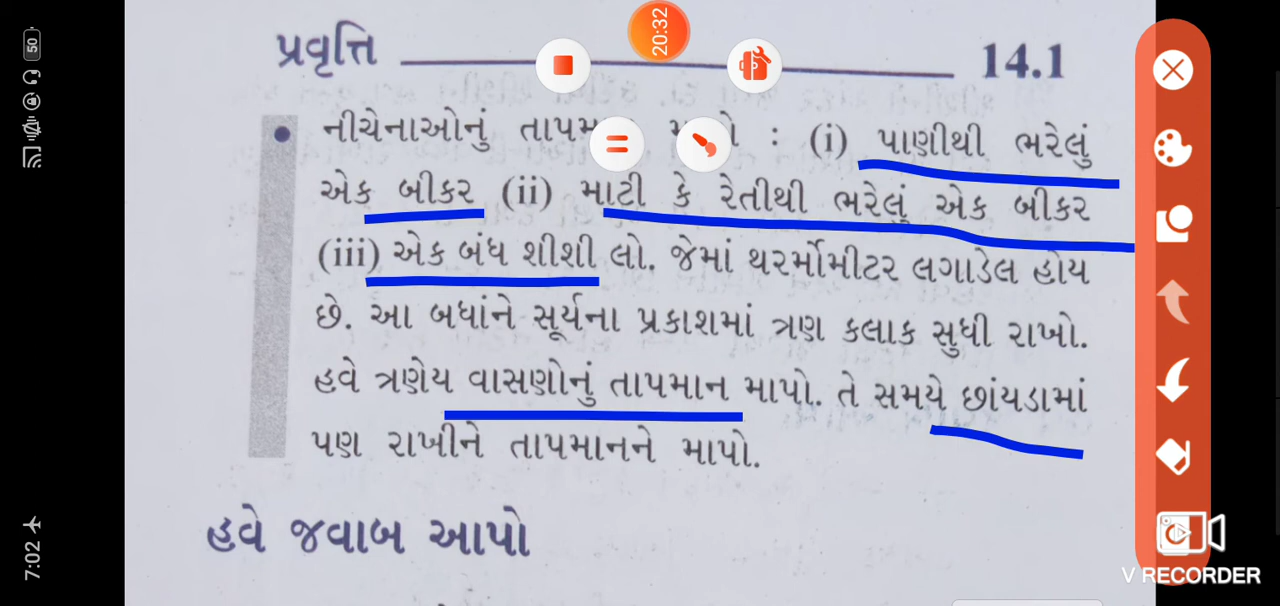 50
20:32
પ્રવૃત્તિ 14.1
નીચેનાઓનું : (i) પાણીથી ભરેલું
એક બીકર (ii) માટી કે રેતીથી ભરેલું એક બીકર
(iii) એક બંધ શીશી લો. જેમાં થરર્મોમીટર લગાડેલ હોય
છે. આ બધાંને સૂર્યના પ્રકાશમાં ત્રણ કલાક સુધી રાખો.
હવે ત્રણેય વાસણોનું તાપમાન માપો. તે સમયે છાંયડામાં
પણ રાખીને તાપમાનને માપો.
હવે જવાબ આપો
7:02
V RECORDER